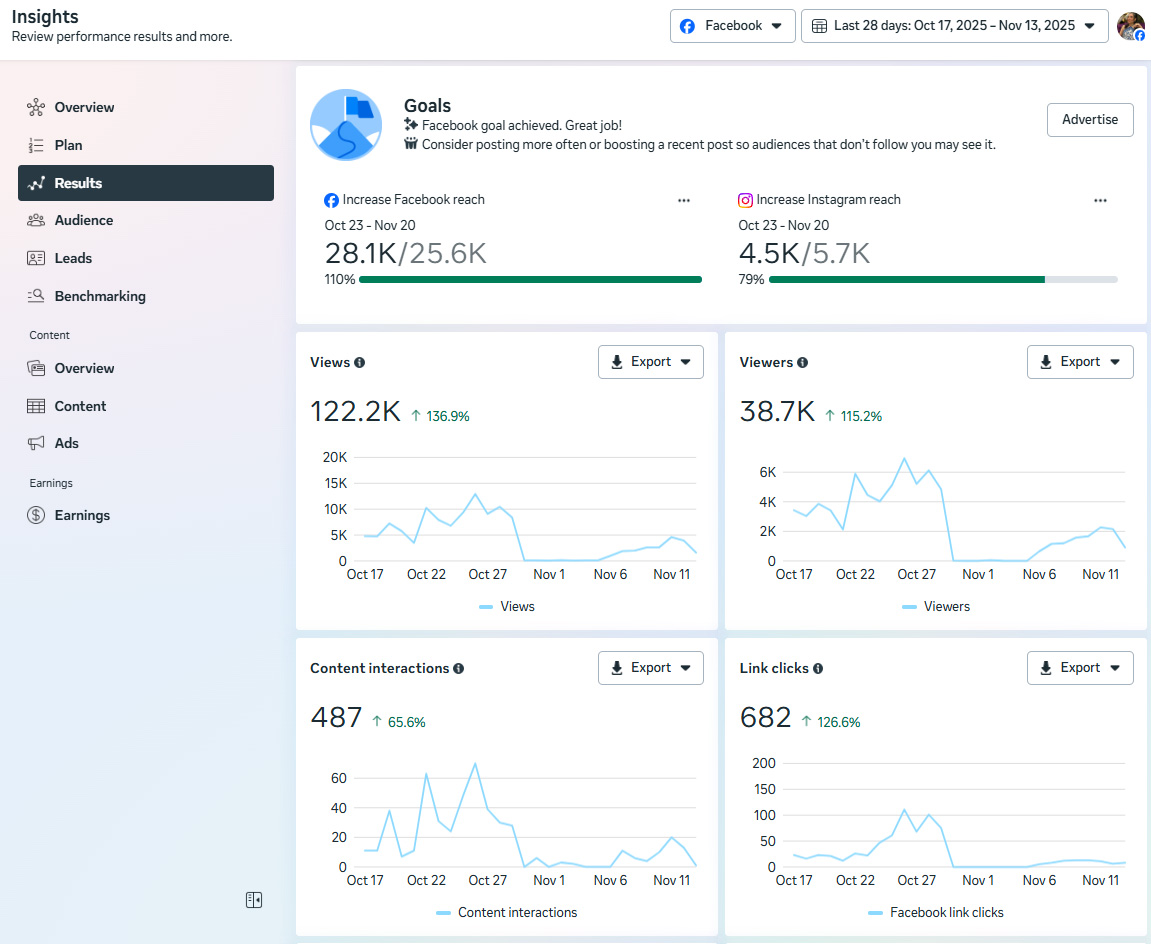 Insights
Review performance results and more.
Facebook
Last 28 days: Oct 17, 2025 – Nov 13, 2025
Overview
Plan
Results
Audience
Leads
Benchmarking
Content
Overview
Content
Ads
Earnings
Earnings
Goals
Facebook goal achieved. Great job!
Consider posting more often or boosting a recent post so audiences that don't follow you may see it.
Advertise
Increase Facebook reach
Oct 23 – Nov 20
28.1K/25.6K
110%
Increase Instagram reach
Oct 23 – Nov 20
4.5K/5.7K
79%
Views
Export
122.2K ↑ 136.9%
20K
15K
10K
5K
0
Oct 17 Oct 22 Oct 27 Nov 1 Nov 6 Nov 11
Views
Viewers
Export
38.7K ↑ 115.2%
6K
4K
2K
0
Oct 17 Oct 22 Oct 27 Nov 1 Nov 6 Nov 11
Viewers
Content interactions
Export
487 ↑ 65.6%
60
40
20
0
Oct 17 Oct 22 Oct 27 Nov 1 Nov 6 Nov 11
Content interactions
Link clicks
Export
682 ↑ 126.6%
200
150
100
50
0
Oct 17 Oct 22 Oct 27 Nov 1 Nov 6 Nov 11
Facebook link clicks